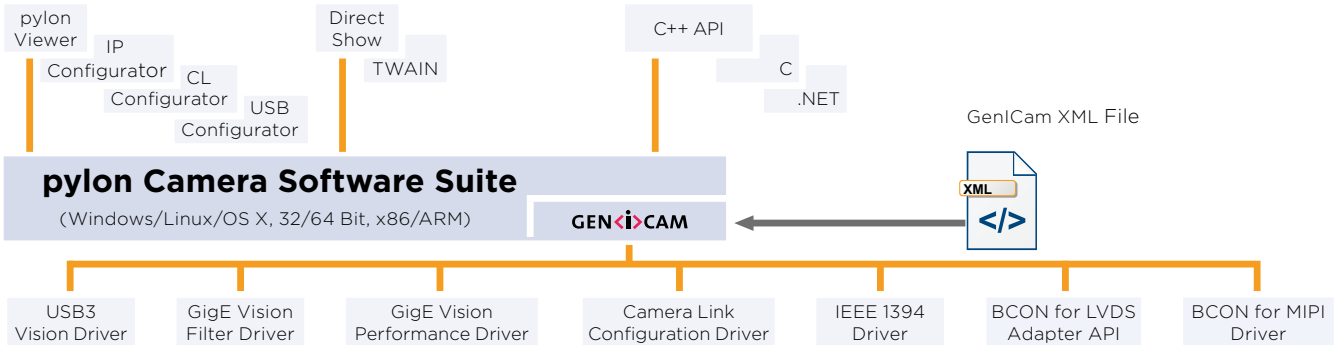 pylon
Viewer
IP
Configurator
CL
Configurator
USB
Configurator
Direct
Show
TWAIN
C++ API
C
.NET
GenICam XML File
XML
</>
pylon Camera Software Suite
(Windows/Linux/OS X, 32/64 Bit, x86/ARM)
GEN<i>CAM
USB3
Vision Driver
GigE Vision
Filter Driver
GigE Vision
Performance Driver
Camera Link
Configuration Driver
IEEE 1394
Driver
BCON for LVDS
Adapter API
BCON for MIPI
Driver